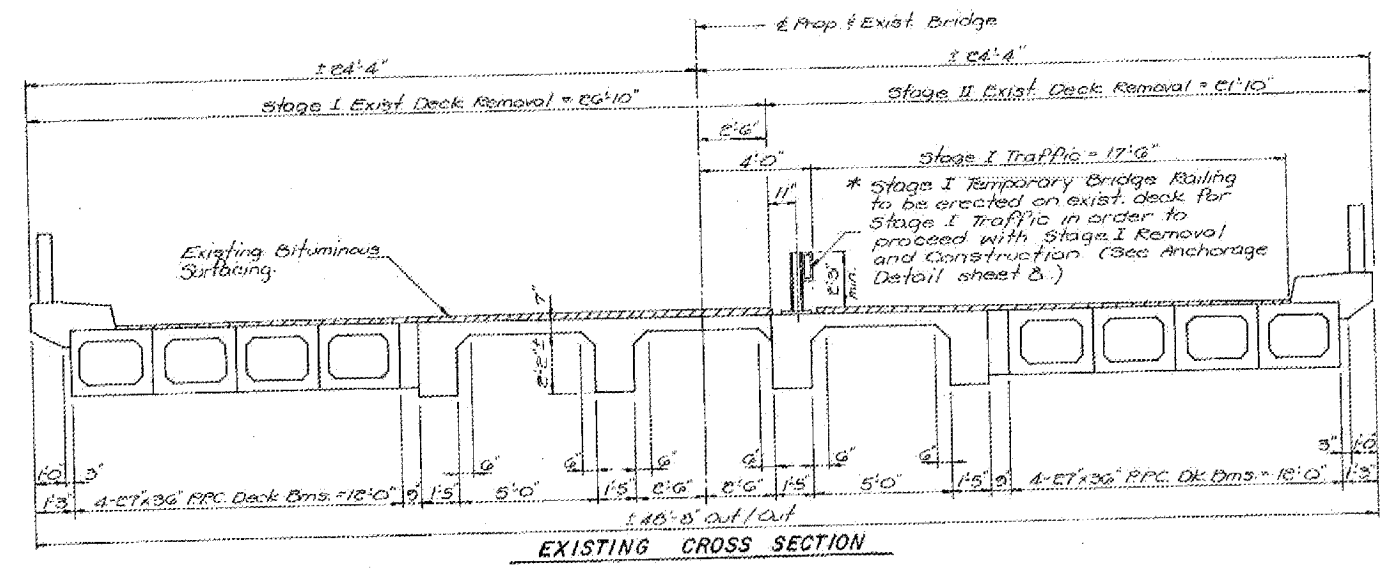 ℄ Prop. & Exist. Bridge
± 24'-4"
± 24'-4"
Stage I Exist. Deck Removal = 26'-10"
Stage II Exist. Deck Removal = 21'-10"
2'-6"
4'-0"
Stage I Traffic = 17'-6"
11"
* Stage I Temporary Bridge Railing
to be erected on exist. deck for
Stage I Traffic in order to
proceed with Stage I Removal
and Construction. (See Anchorage
Detail sheet 8.)
Existing Bituminous
Surfacing.
min.
7"
2'-2"±
6"
6"
6"
6"
6"
6"
1'-0"
3"
3"
1'-0"
1'-3"
4-27"x36" P.P.C. Deck Bms. = 12'-0"
9"
1'-5"
5'-0"
1'-5"
2'-6"
2'-6"
1'-5"
5'-0"
1'-5"
9"
4-27"x36" P.P.C. Dk. Bms. = 12'-0"
1'-3"
± 48'-8" Out / Out
EXISTING CROSS SECTION